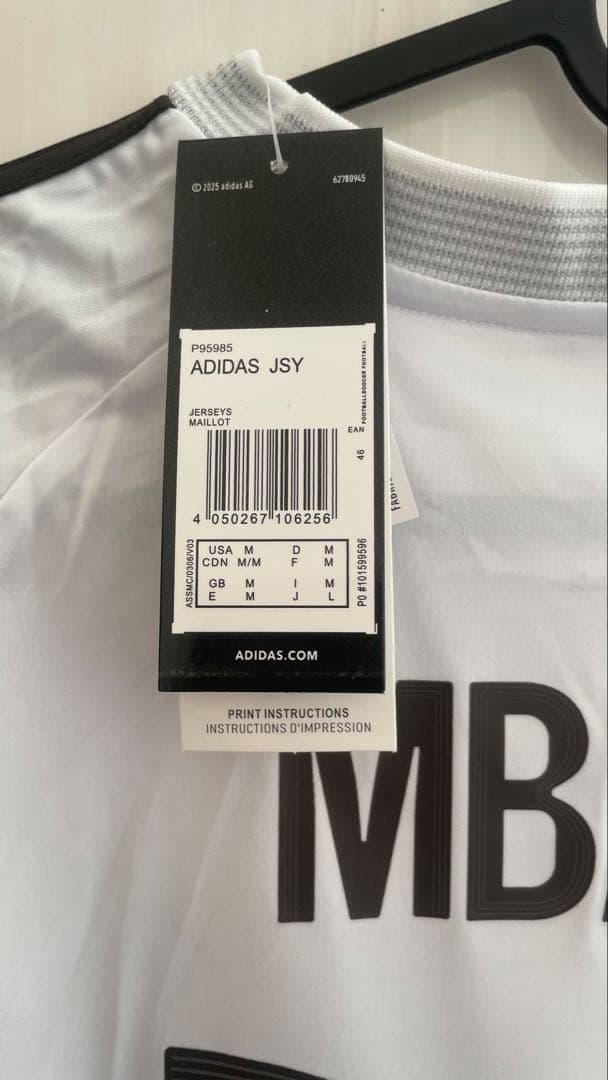 © 2025 adidas AG
62780945
P95985
ADIDAS JSY
FOOTBALL/SOCCER FOOTBALL
JERSEYS
MAILLOT
EAN
46
4 050267 106256
ASSMC/0306/V03
USA M D M
CDN M/M F M
GB M I M
E M J L
PO #101599596
ADIDAS.COM
PRINT INSTRUCTIONS
INSTRUCTIONS D'IMPRESSION
MB